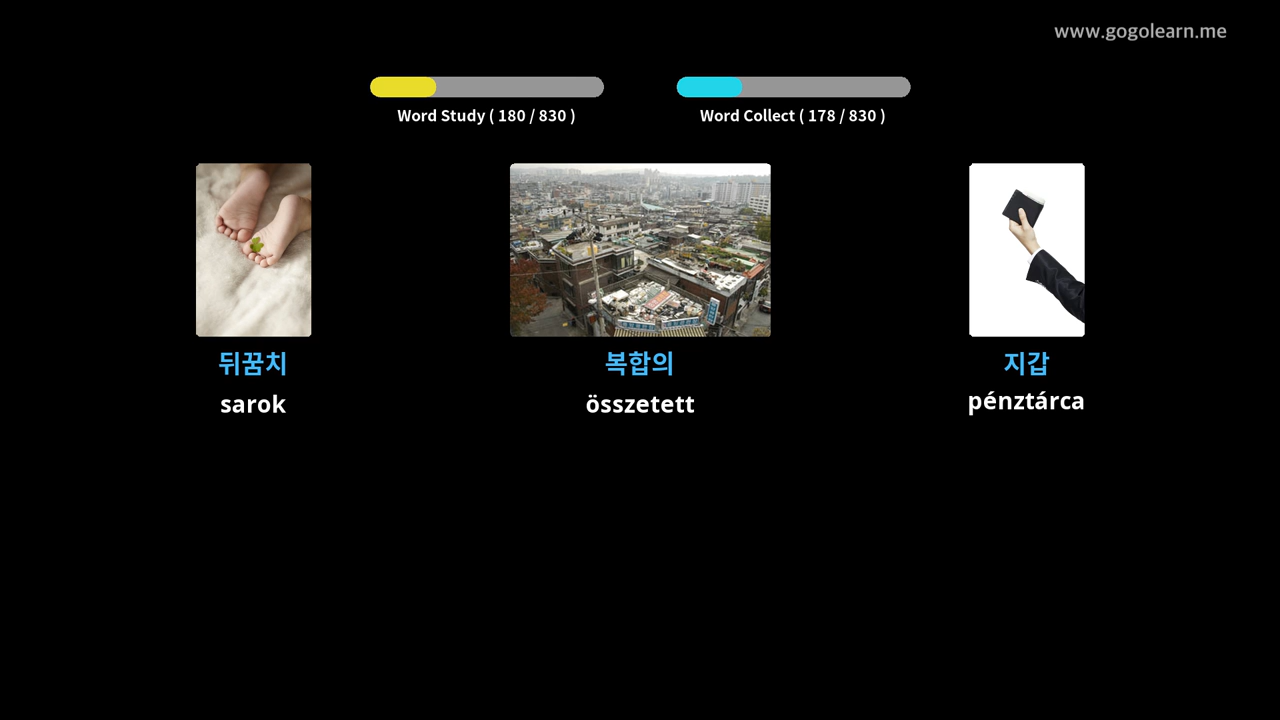 www.gogolearn.me
Word Study ( 180 / 830 )
Word Collect ( 178 / 830 )
뒤꿈치
복합의
지갑
sarok
összetett
pénztárca